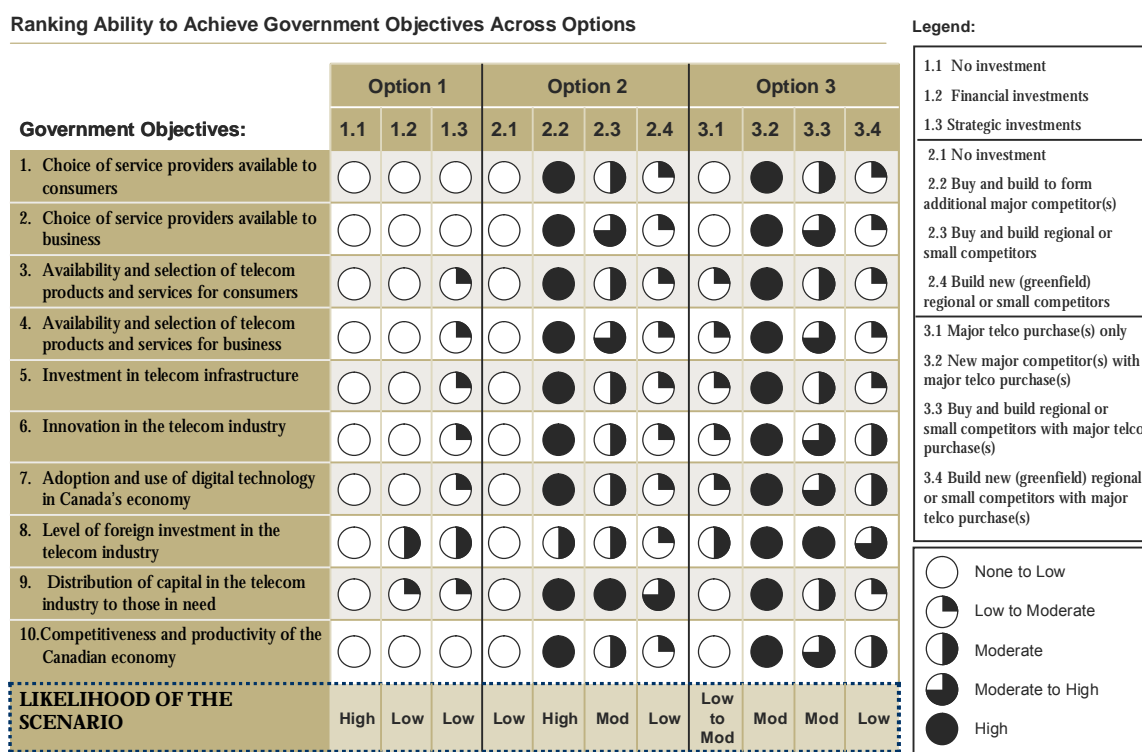 Ranking Ability to Achieve Government Objectives Across Options
Legend:
Option 1 Option 2 Option 3
Government Objectives: 1.1 1.2 1.3 2.1 2.2 2.3 2.4 3.1 3.2 3.3 3.4
1. Choice of service providers available to
consumers
2. Choice of service providers available to
business
3. Availability and selection of telecom
products and services for consumers
4. Availability and selection of telecom
products and services for business
5. Investment in telecom infrastructure
6. Innovation in the telecom industry
7. Adoption and use of digital technology
in Canada's economy
8. Level of foreign investment in the
telecom industry
9. Distribution of capital in the telecom
industry to those in need
10.Competitiveness and productivity of the
Canadian economy
LIKELIHOOD OF THE
SCENARIO
High Low Low Low High Mod Low Low
to
Mod Mod Mod Low
1.1 No investment
1.2 Financial investments
1.3 Strategic investments
2.1 No investment
2.2 Buy and build to form
additional major competitor(s)
2.3 Buy and build regional or
small competitors
2.4 Build new (greenfield)
regional or small competitors
3.1 Major telco purchase(s) only
3.2 New major competitor(s) with
major telco purchase(s)
3.3 Buy and build regional or
small competitors with major telco
purchase(s)
3.4 Build new (greenfield) regional
or small competitors with major
telco purchase(s)
None to Low
Low to Moderate
Moderate
Moderate to High
High